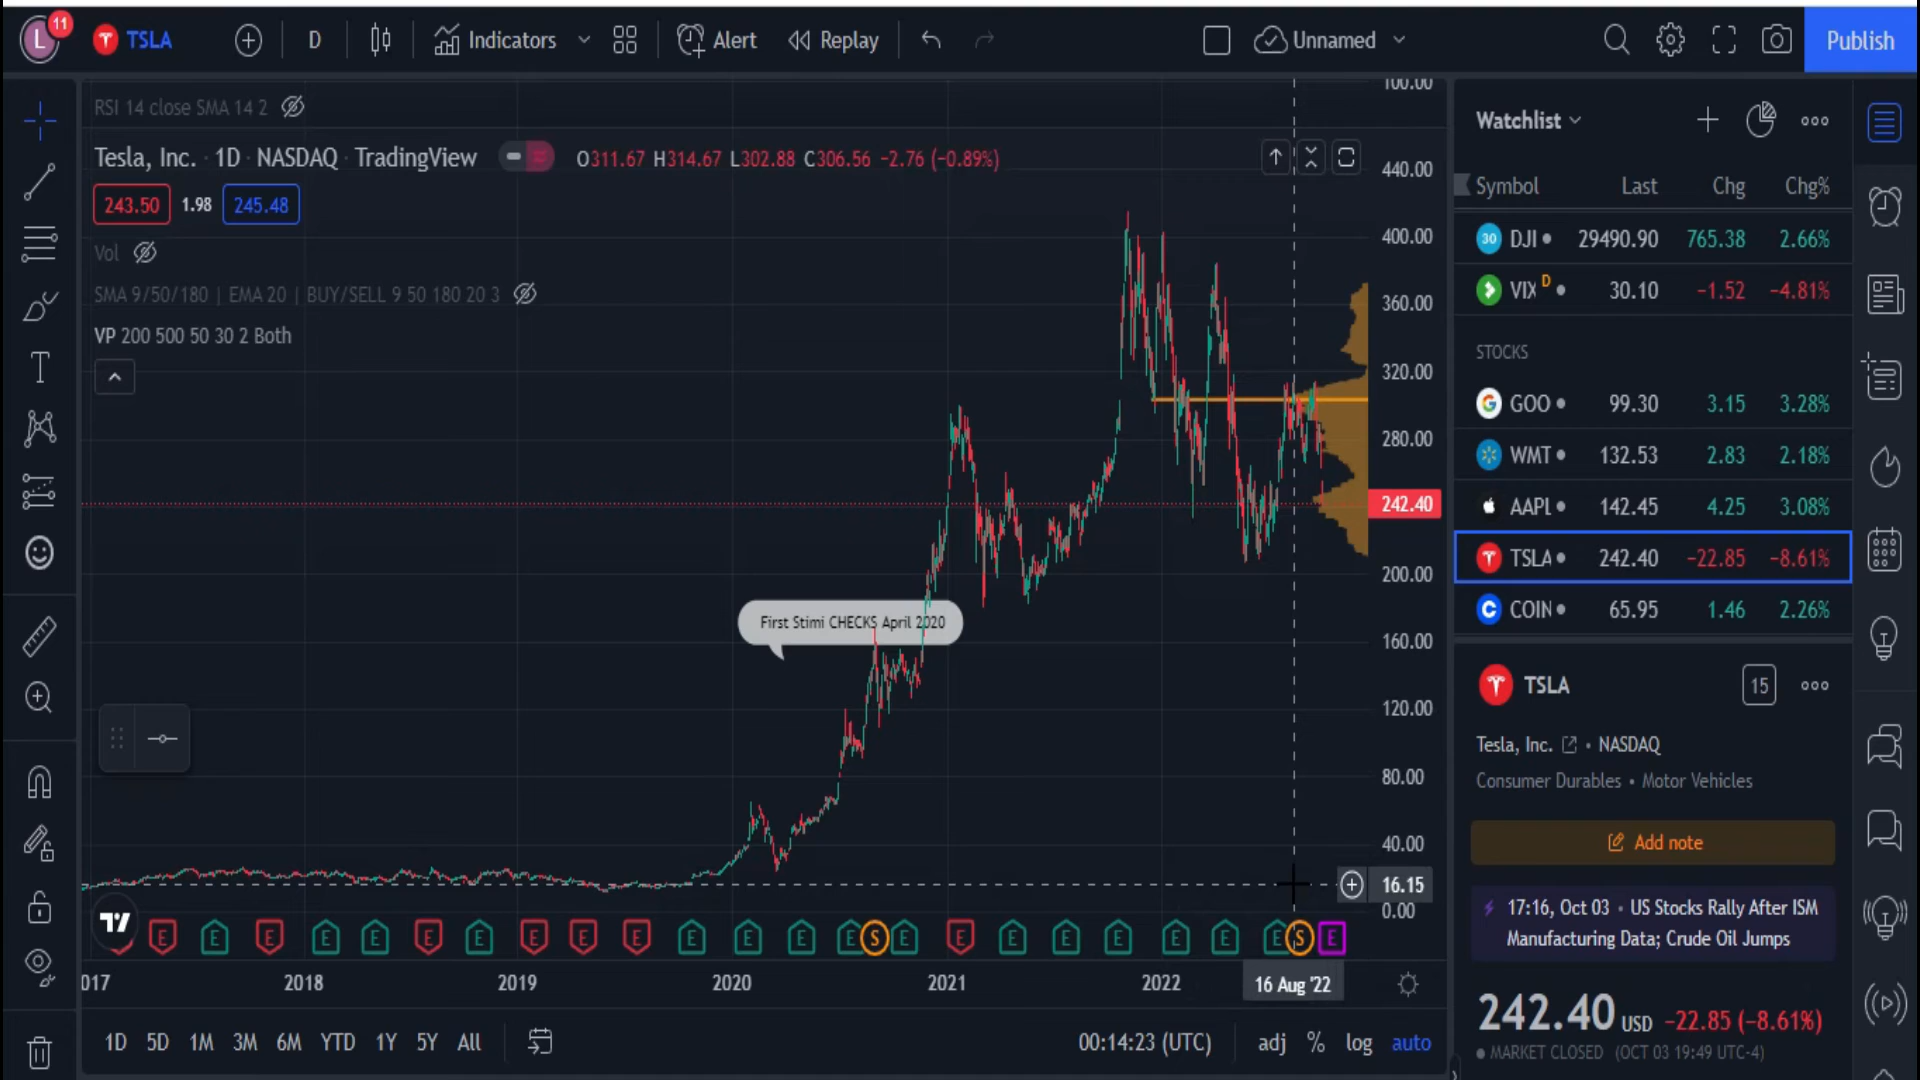 L 11 TSLA D Indicators Alert Replay Unnamed Publish
RSI 14 close SMA 14 2
Tesla, Inc. · 1D · NASDAQ · TradingView O311.67 H314.67 L302.88 C306.56 −2.76 (−0.89%)
243.50 1.98 245.48
Vol
SMA 9/50/180 | EMA 20 | BUY/SELL 9 50 180 20 3
VP 200 500 50 30 2 Both
First Stimi CHECKS April 2020
440.00
400.00
360.00
320.00
280.00
242.40
200.00
160.00
120.00
80.00
40.00
16.15
0.00
E E E E E E E E E E E E E E S E E E E E E E E S E
2018 2019 2020 2021 2022 16 Aug '22
1D 5D 1M 3M 6M YTD 1Y 5Y All 00:14:23 (UTC) adj % log auto
Watchlist
Symbol Last Chg Chg%
30 DJI 29490.90 765.38 2.66%
VIX D 30.10 −1.52 −4.81%
STOCKS
GOO 99.30 3.15 3.28%
WMT 132.53 2.83 2.18%
AAPL 142.45 4.25 3.08%
TSLA 242.40 −22.85 −8.61%
COIN 65.95 1.46 2.26%
TSLA 15
Tesla, Inc. • NASDAQ
Consumer Durables • Motor Vehicles
Add note
17:16, Oct 03 • US Stocks Rally After ISM
Manufacturing Data; Crude Oil Jumps
242.40 USD −22.85 (−8.61%)
MARKET CLOSED (OCT 03 19:49 UTC-4)